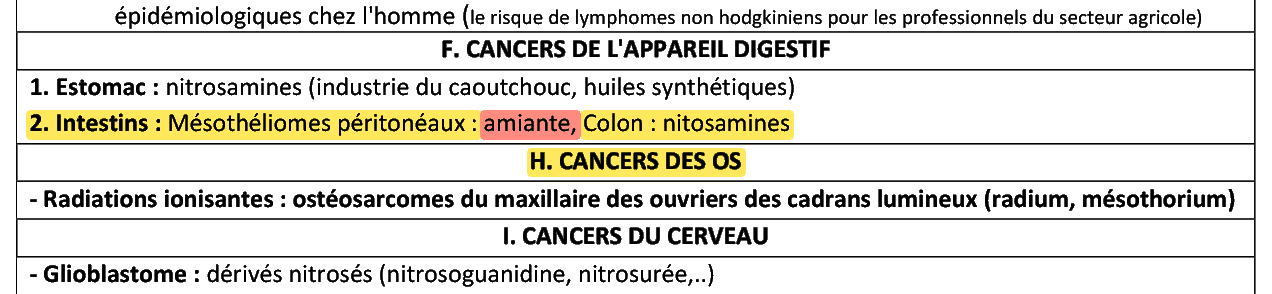 épidémiologiques chez l'homme (le risque de lymphomes non hodgkiniens pour les professionnels du secteur agricole)
F. CANCERS DE L'APPAREIL DIGESTIF
1. Estomac : nitrosamines (industrie du caoutchouc, huiles synthétiques)
2. Intestins : Mésothéliomes péritonéaux : amiante, Colon : nitosamines
H. CANCERS DES OS
- Radiations ionisantes : ostéosarcomes du maxillaire des ouvriers des cadrans lumineux (radium, mésothorium)
I. CANCERS DU CERVEAU
- Glioblastome : dérivés nitrosés (nitrosoguanidine, nitrosurée,..)